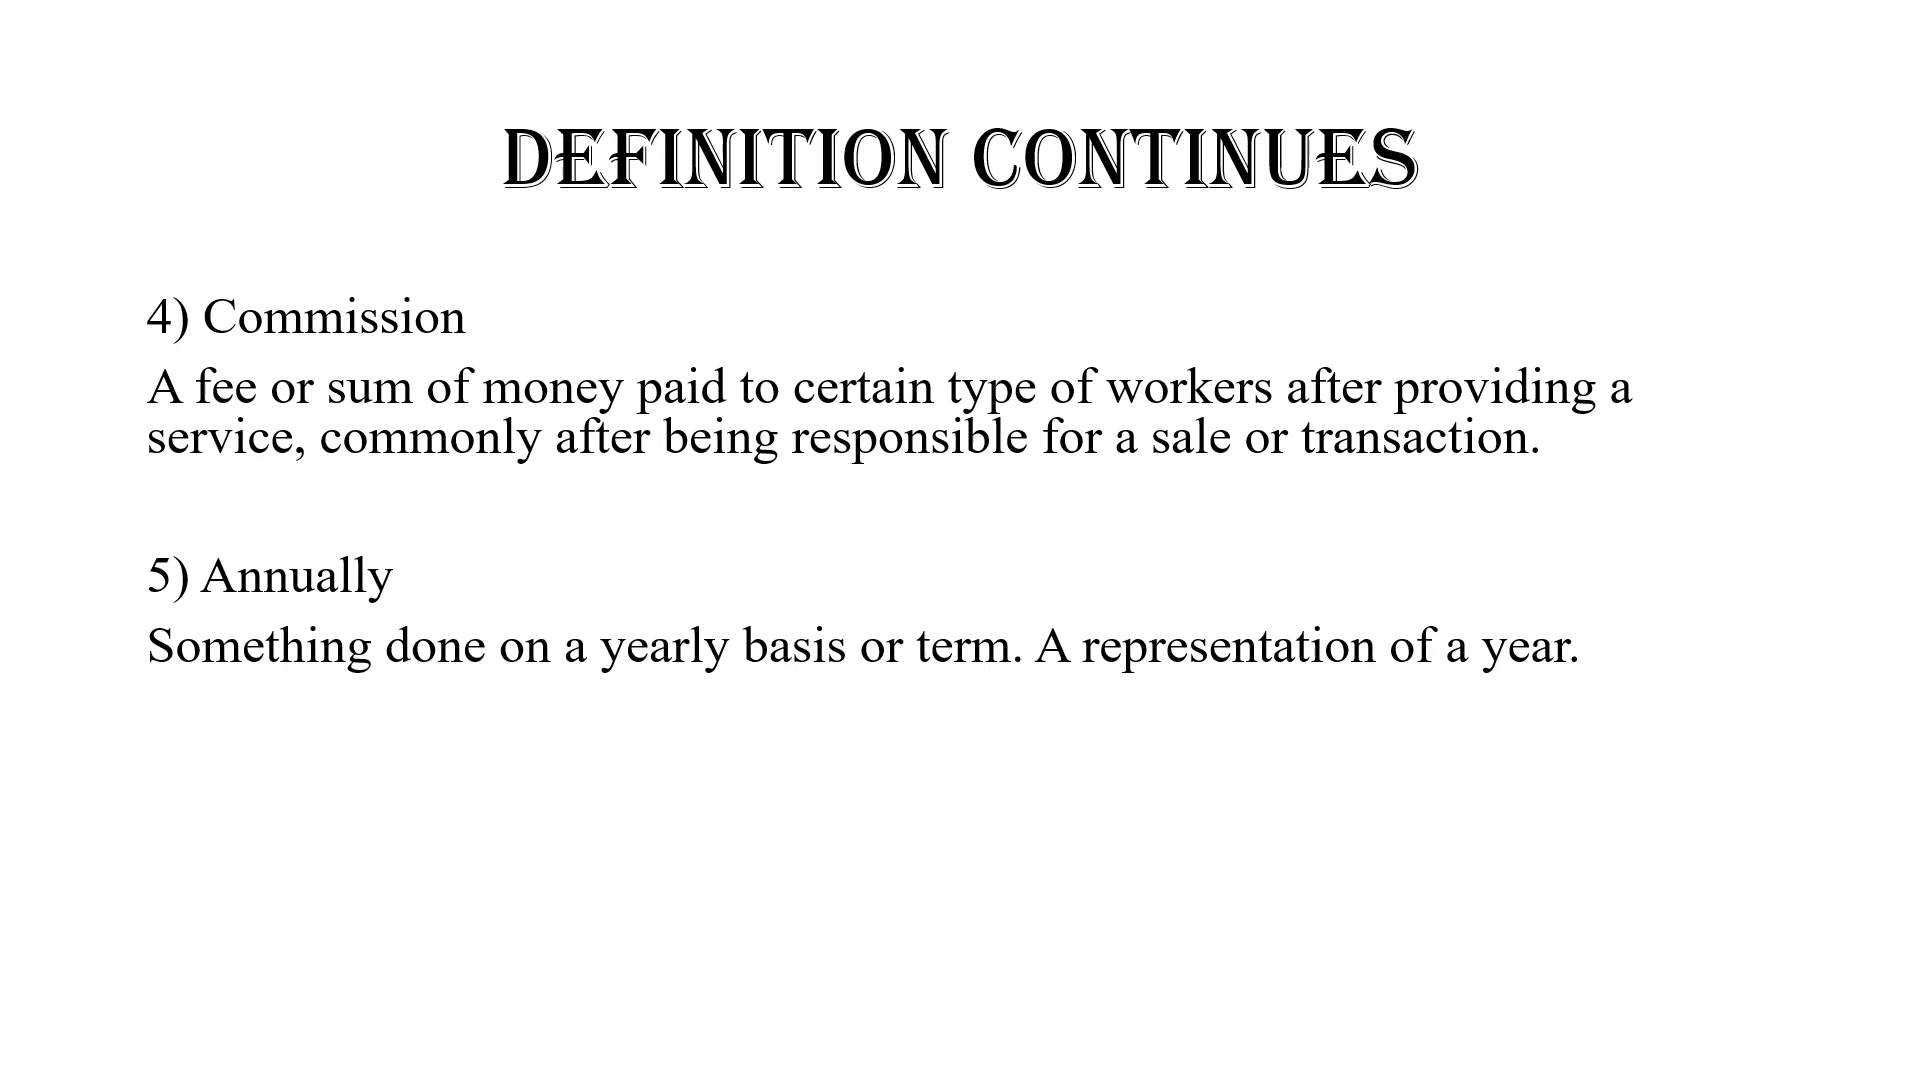 DEFINITION CONTINUES
4) Commission
A fee or sum of money paid to certain type of workers after providing a
service, commonly after being responsible for a sale or transaction.
5) Annually
Something done on a yearly basis or term. A representation of a year.